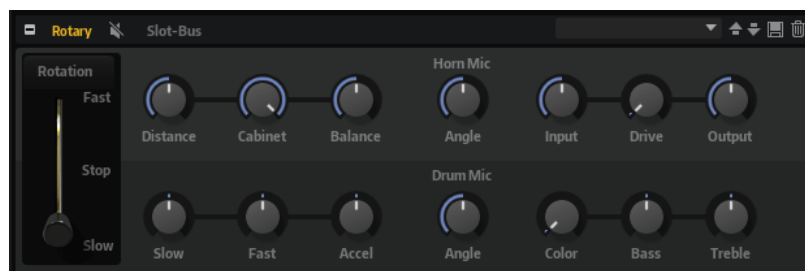 Rotary Slot-Bus
Rotation
Fast
Stop
Slow
Horn Mic
Distance Cabinet Balance Angle Input Drive Output
Drum Mic
Slow Fast Accel Angle Color Bass Treble